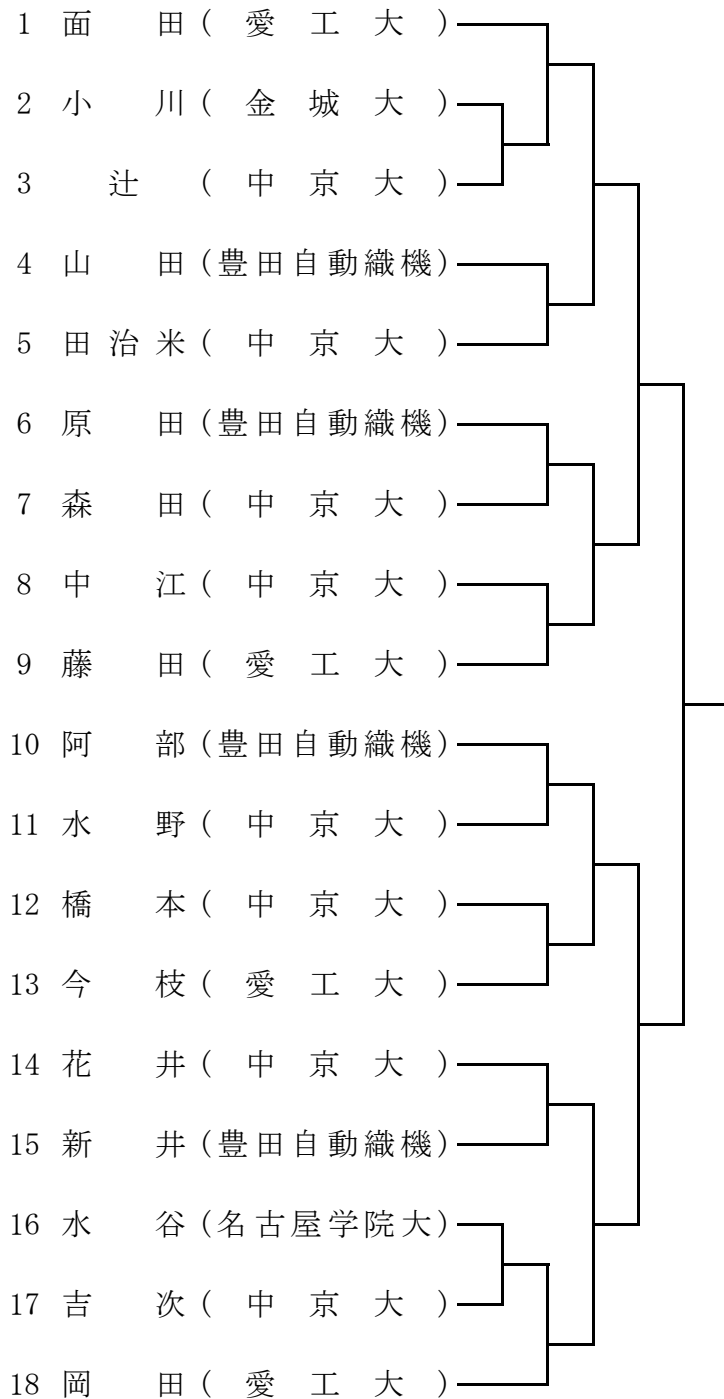 1 面田(愛工大)
2 小川(金城大)
3 辻(中京大)
4 山田(豊田自動織機)
5 田治米(中京大)
6 原田(豊田自動織機)
7 森田(中京大)
8 中江(中京大)
9 藤田(愛工大)
10 阿部(豊田自動織機)
11 水野(中京大)
12 橋本(中京大)
13 今枝(愛工大)
14 花井(中京大)
15 新井(豊田自動織機)
16 水谷(名古屋学院大)
17 吉次(中京大)
18 岡田(愛工大)